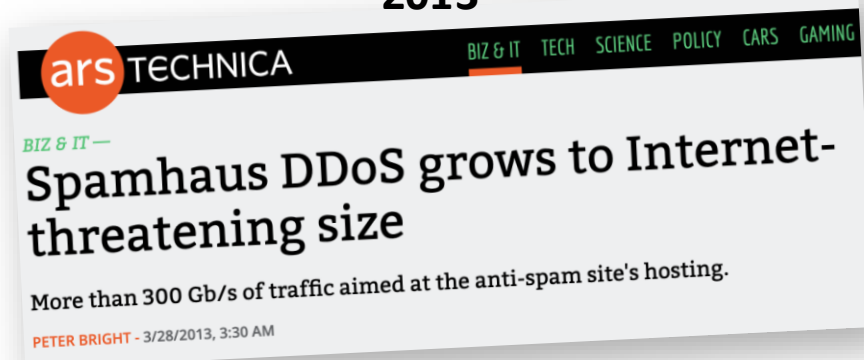 2013
ars TECHNICA
BIZ & IT TECH SCIENCE POLICY CARS GAMING
BIZ & IT —
Spamhaus DDoS grows to Internet-
threatening size
More than 300 Gb/s of traffic aimed at the anti-spam site's hosting.
PETER BRIGHT - 3/28/2013, 3:30 AM